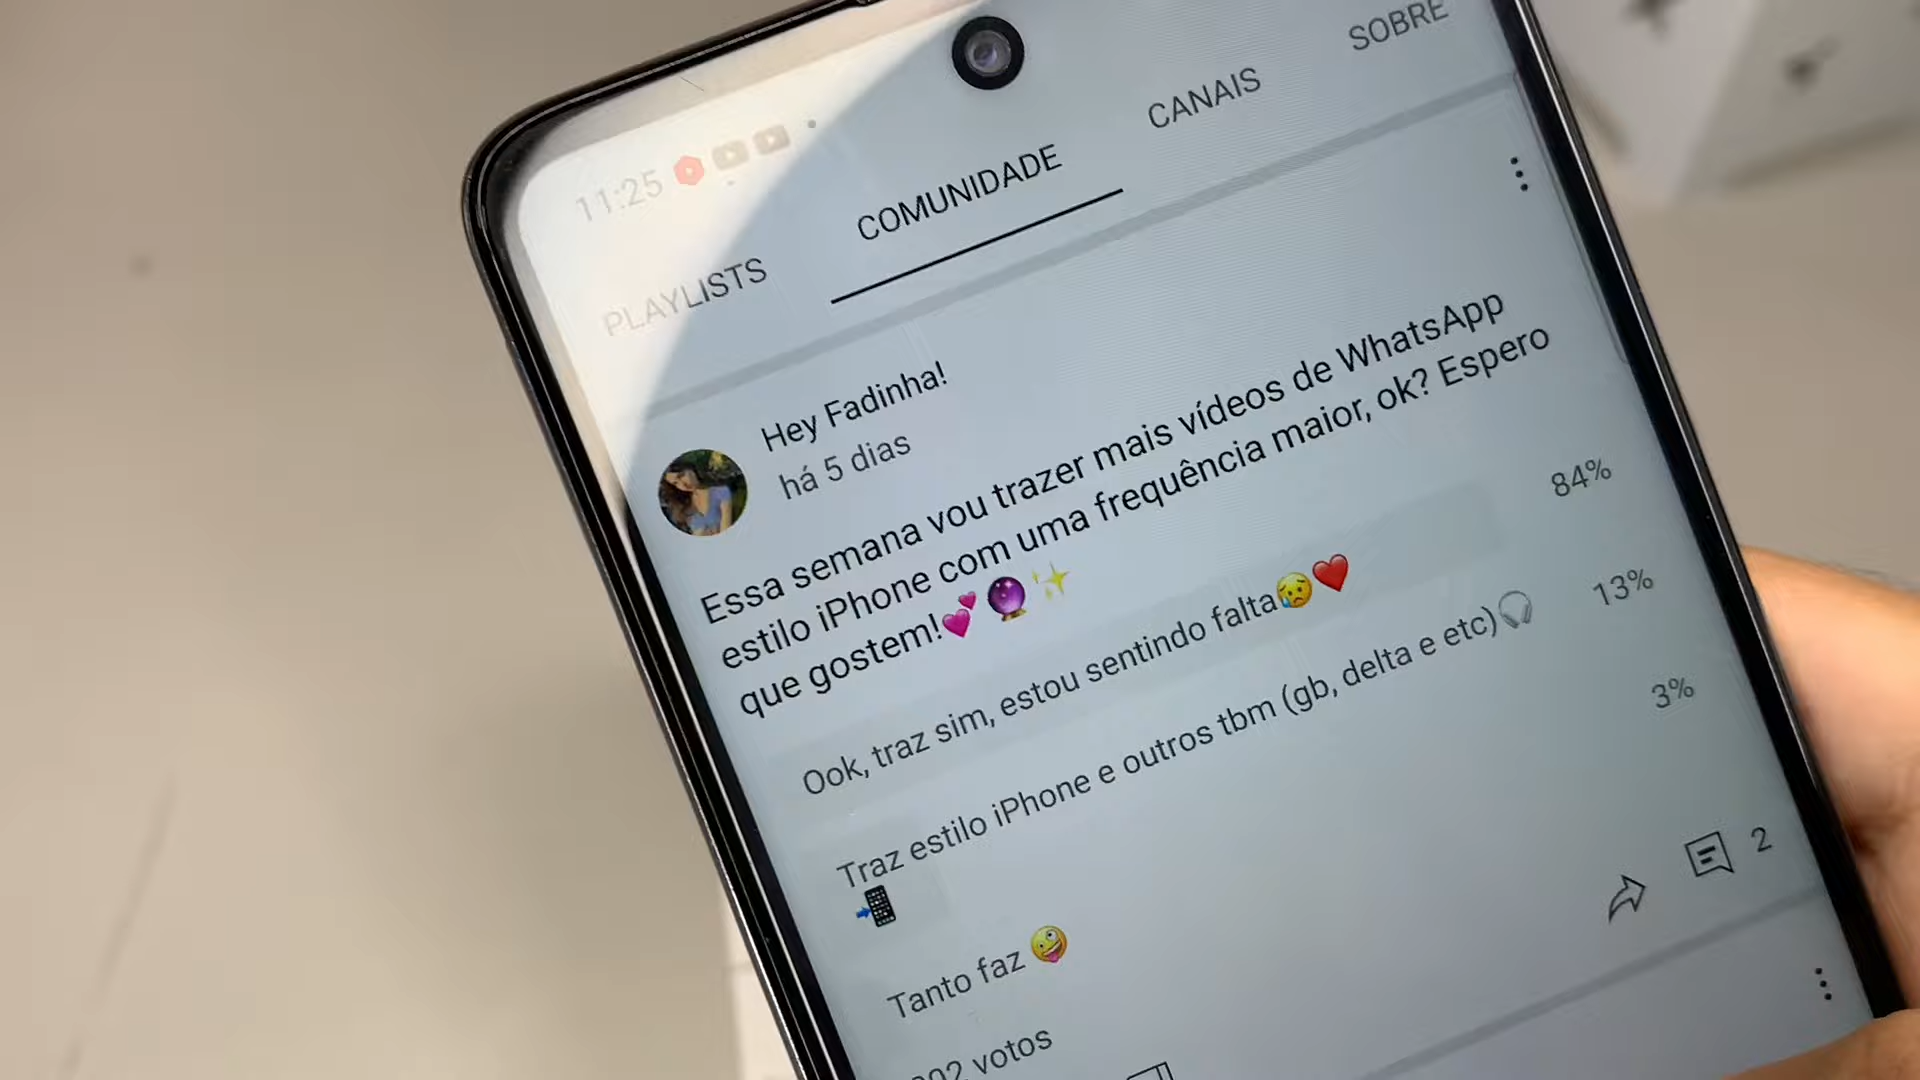 11:25
PLAYLISTS
COMUNIDADE
CANAIS
SOBRE
Hey Fadinha!
há 5 dias
Essa semana vou trazer mais vídeos de WhatsApp
estilo iPhone com uma frequência maior, ok? Espero
que gostem!💕🔮✨
Ook, traz sim, estou sentindo falta😥❤️
84%
Traz estilo iPhone e outros tbm (gb, delta e etc)🎧
📲
13%
Tanto faz 🤪
3%
votos
2